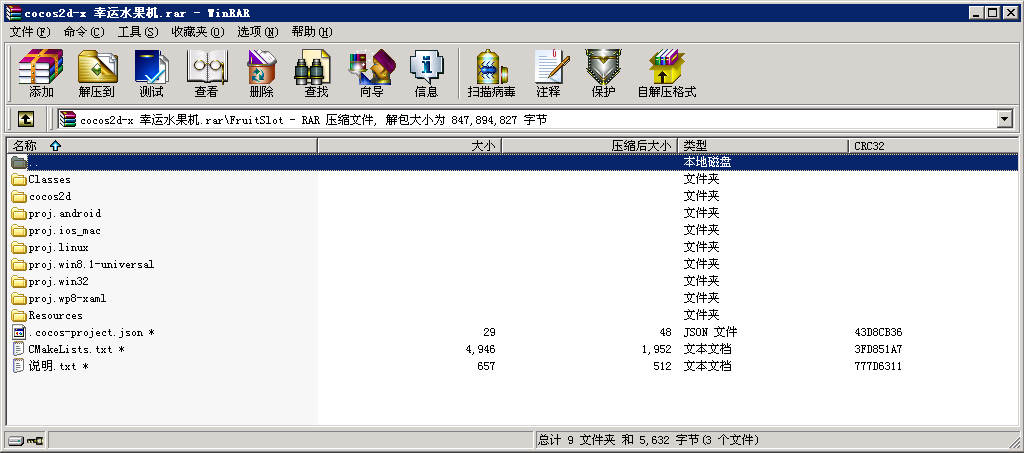 cocos2d-x 幸运水果机.rar - WinRAR
文件(F) 命令(C) 工具(S) 收藏夹(O) 选项(N) 帮助(H)
添加 解压到 测试 查看 删除 查找 向导 信息 扫描病毒 注释 保护 自解压格式
cocos2d-x 幸运水果机.rar\FruitSlot - RAR 压缩文件, 解包大小为 847,894,827 字节
名称 大小 压缩后大小 类型 CRC32
.. 本地磁盘
Classes 文件夹
cocos2d 文件夹
proj.android 文件夹
proj.ios_mac 文件夹
proj.linux 文件夹
proj.win8.1-universal 文件夹
proj.win32 文件夹
proj.wp8-xaml 文件夹
Resources 文件夹
.cocos-project.json * 29 48 JSON 文件 43D8CB36
CMakeLists.txt * 4,946 1,952 文本文档 3FD851A7
说明.txt * 657 512 文本文档 777D6311
总计 9 文件夹 和 5,632 字节(3 个文件)